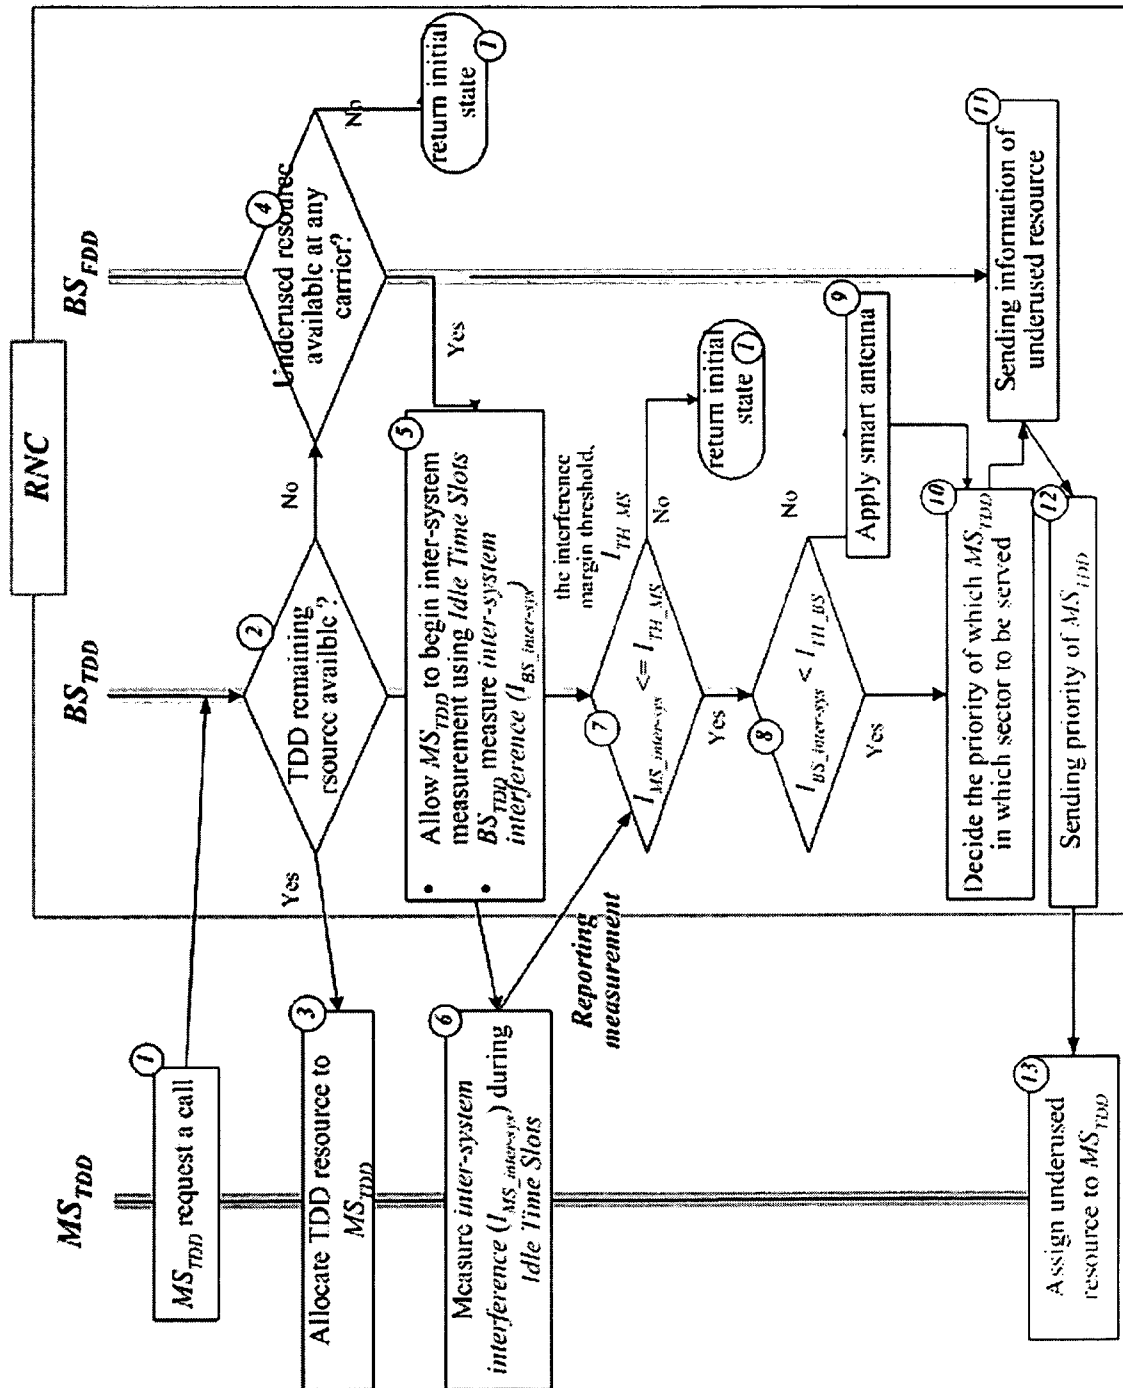 RNC
MS_TDD
BS_TDD
BS_FDD
1
MS_TDD request a call
2
TDD remaining
rsource availble ?
Yes
No
3
Allocate TDD resource to
MS_TDD
4
Underused resourec
available at any
carrier?
No
Yes
return initial
state 1
5
• Allow MS_TDD to begin inter-system
measurement using Idle Time Slots
• BS_TDD measure inter-system
interference (I_BS_inter-sys)
6
Measure inter-system
interference (I_MS_inter-sys) during
Idle Time Slots
Reporting
measurement
the interference
margin threshold,
I_TH_MS
7
I_MS_inter-sys <= I_TH_MS
No
Yes
return initial
state 1
8
I_BS_inter-sys < I_TH_BS
No
Yes
9
Apply smart antenna
10
Decide the priority of which MS_TDD
in which sector to be served
11
Sending information of
underused resource
12
Sending priority of MS_TDD
13
Assign underused
resource to MS_TDD